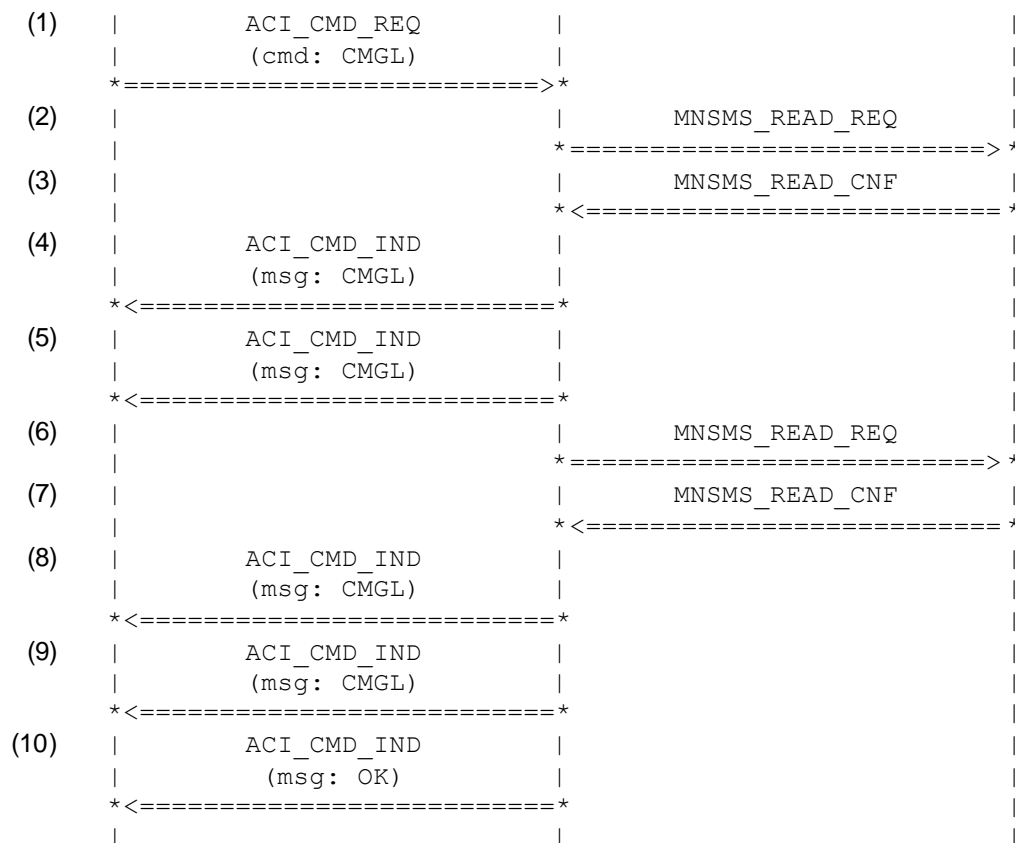 (1) | ACI_CMD_REQ | |
| (cmd: CMGL) | |
*==========================>* |
(2) | | MNSMS_READ_REQ |
| *==========================> *
(3) | | MNSMS_READ_CNF |
| *<========================== *
(4) | ACI_CMD_IND | |
| (msg: CMGL) | |
*<==========================* |
(5) | ACI_CMD_IND | |
| (msg: CMGL) | |
*<==========================* |
(6) | | MNSMS_READ_REQ |
| *==========================> *
(7) | | MNSMS_READ_CNF |
| *<========================== *
(8) | ACI_CMD_IND | |
| (msg: CMGL) | |
*<==========================* |
(9) | ACI_CMD_IND | |
| (msg: CMGL) | |
*<==========================* |
(10) | ACI_CMD_IND | |
| (msg: OK) | |
*<==========================* |
| | |